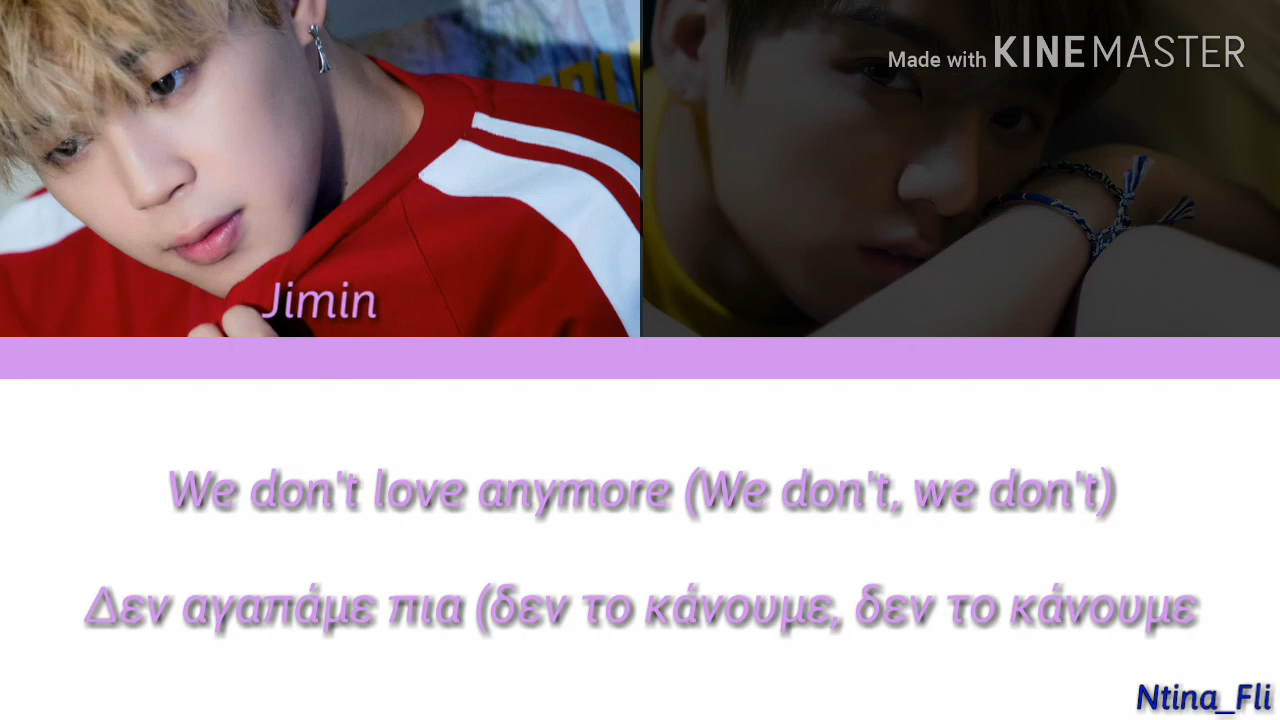 Made with KINEMASTER
Jimin
We don't love anymore (We don't, we don't)
Δεν αγαπάμε πια (δεν το κάνουμε, δεν το κάνουμε
Ntina_Fli